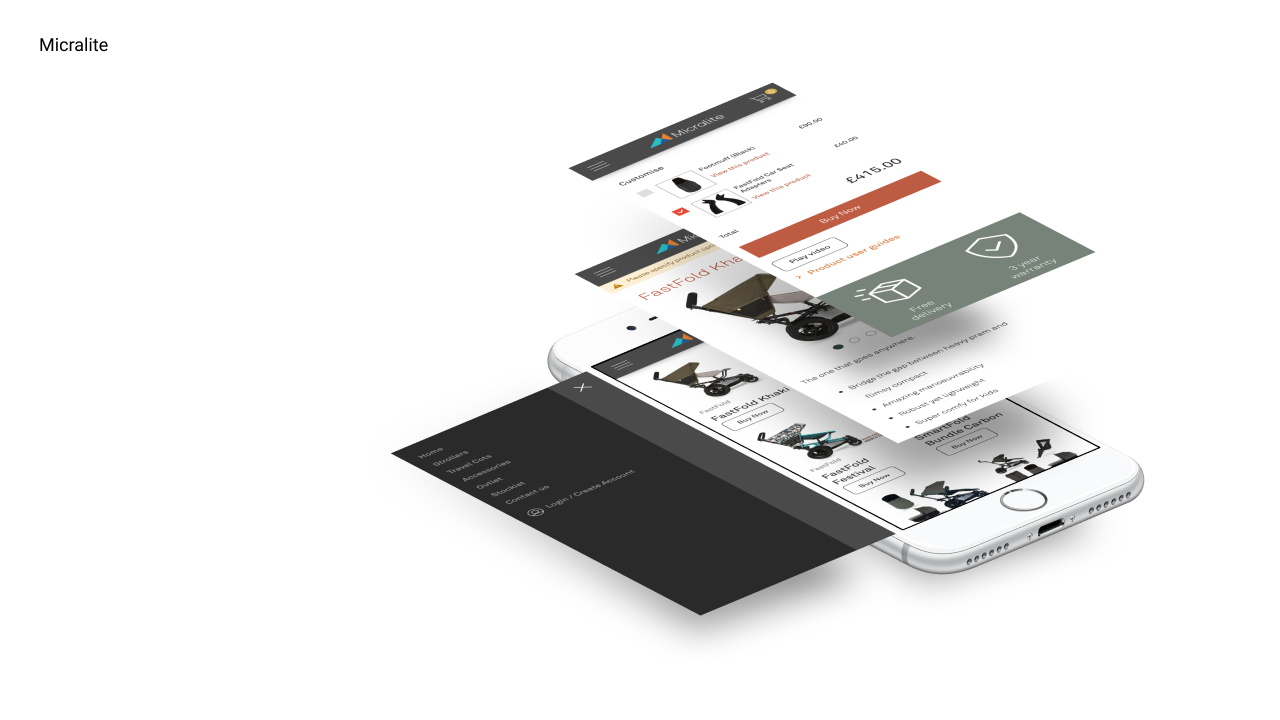 Micralite
Micralite
Customise
Footmuff (Black)
£90.00
View this product
FastFold Car Seat
Adapters
£40.00
View this product
Total
£415.00
Buy Now
Play video
Product user guides
Free
delivery
3 year
warranty
Please specify product
FastFold Kha
The one that goes anywhere.
• Bridge the gap between heavy pram and
flimsy compact
• Amazing manoeuvrability
• Robust yet lightweight
• Super comfy for kids
FastFold
FastFold Khaki
Buy Now
FastFold
FastFold
Festival
Buy Now
SmartFold
Bundle Carbon
Buy Now
Home
Strollers
Travel Cots
Accessories
Outlet
Stockist
Contact us
Login / Create Account